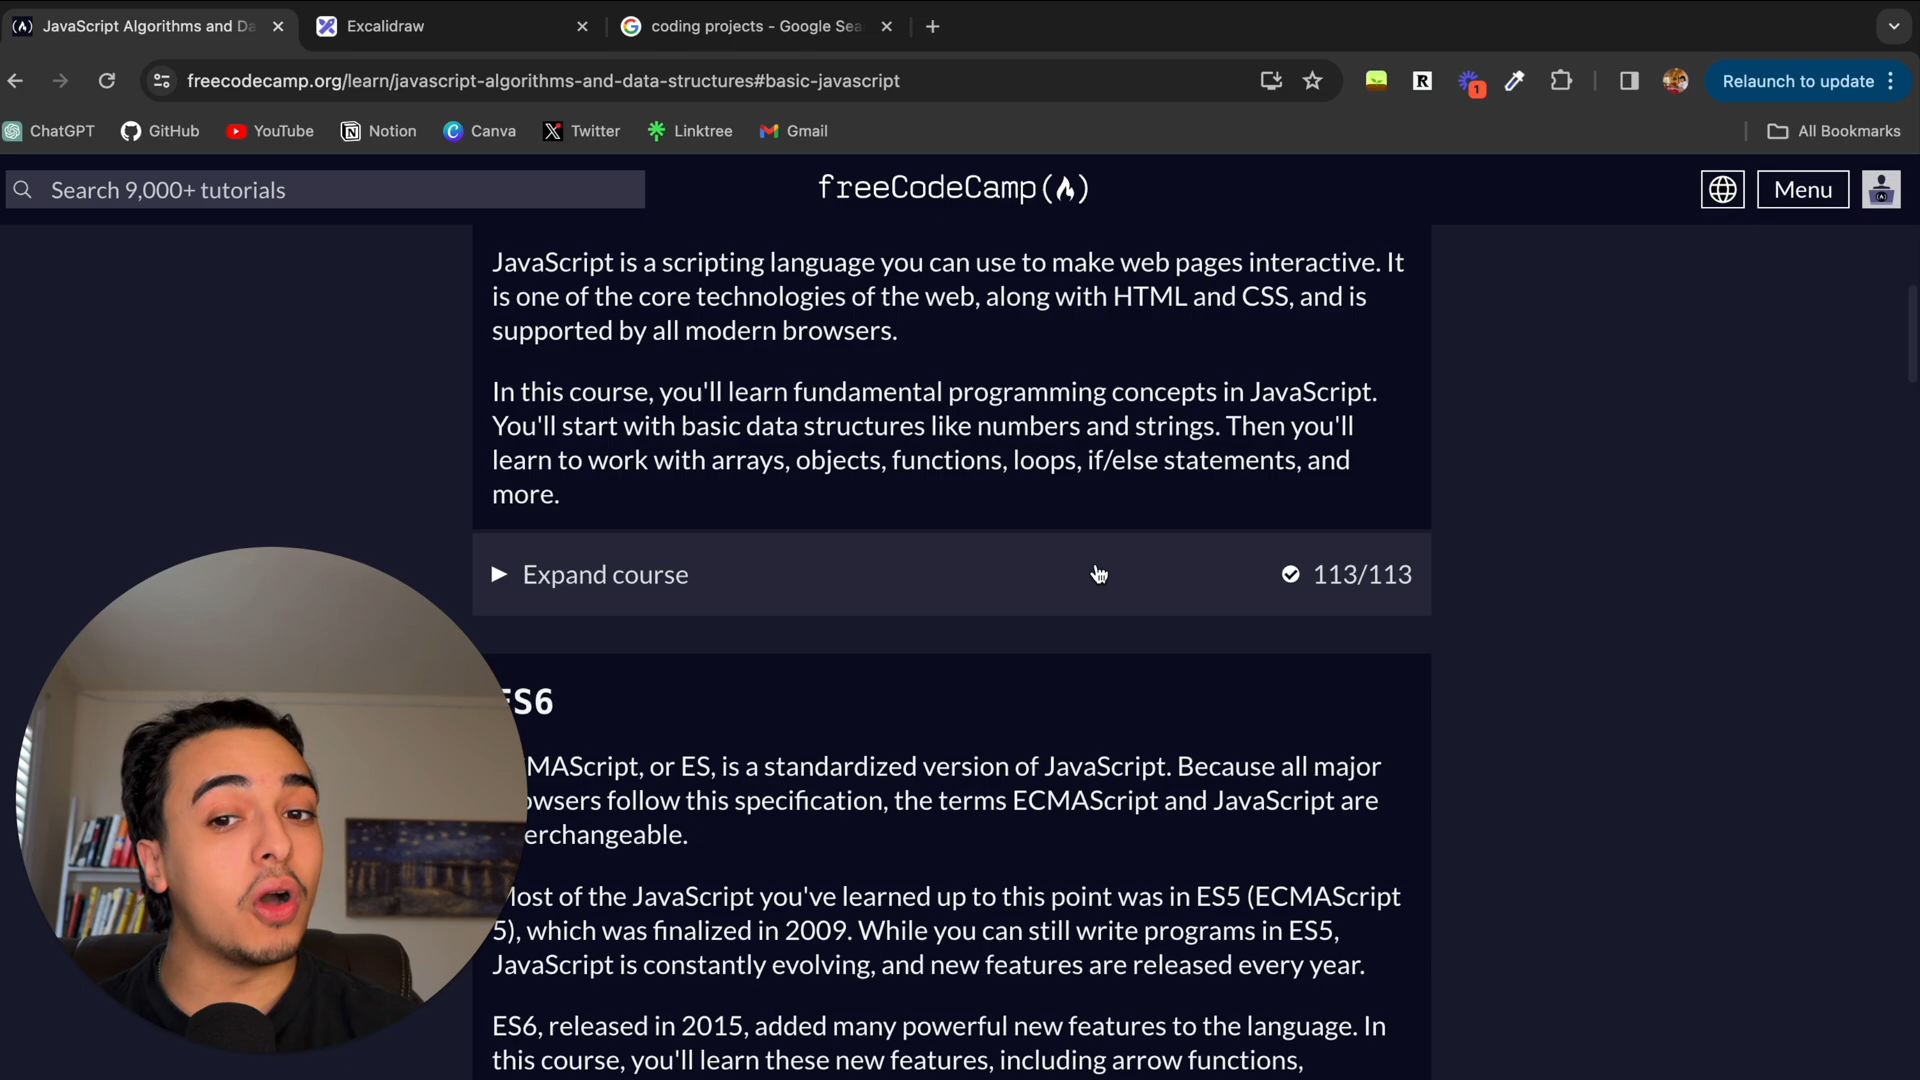 JavaScript Algorithms and Da
Excalidraw
coding projects - Google Sea
freecodecamp.org/learn/javascript-algorithms-and-data-structures#basic-javascript
1
Relaunch to update
ChatGPT
GitHub
YouTube
Notion
Canva
Twitter
Linktree
Gmail
All Bookmarks
Search 9,000+ tutorials
freeCodeCamp
Menu
JavaScript is a scripting language you can use to make web pages interactive. It
is one of the core technologies of the web, along with HTML and CSS, and is
supported by all modern browsers.
In this course, you'll learn fundamental programming concepts in JavaScript.
You'll start with basic data structures like numbers and strings. Then you'll
learn to work with arrays, objects, functions, loops, if/else statements, and
more.
Expand course
113/113
ES6
MAScript, or ES, is a standardized version of JavaScript. Because all major
owsers follow this specification, the terms ECMAScript and JavaScript are
erchangeable.
Most of the JavaScript you've learned up to this point was in ES5 (ECMAScript
5), which was finalized in 2009. While you can still write programs in ES5,
JavaScript is constantly evolving, and new features are released every year.
ES6, released in 2015, added many powerful new features to the language. In
this course, you'll learn these new features, including arrow functions,